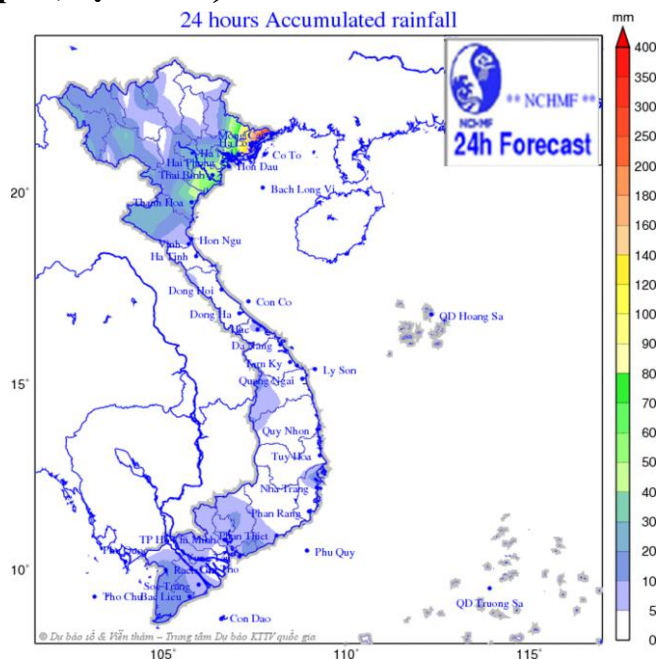 24 hours Accumulated rainfall
mm
** NCHMF **
NCHMF
24h Forecast
400
350
300
250
200
160
140
120
100
90
80
70
60
50
40
30
20
10
5
0
20°
15°
10°
105°
110°
115°
Mong Cai
Co To
Hon Dau
Hai Phong
Thai Binh
Bach Long Vi
Thanh Hoa
Hon Ngu
Vinh
Ha Tinh
Dong Hoi
Con Co
Dong Ha
Hue
QD Hoang Sa
Da Nang
Tam Ky
Ly Son
Quang Ngai
Quy Nhon
Tuy Hoa
Nha Trang
Phan Rang
Phan Thiet
TP Ho Chi Minh
Phu Quy
Soc Trang
Tho Chu
Bac Lieu
QD Truong Sa
Con Dao
© Dự báo số & Viễn thám – Trung tâm Dự báo KTTV quốc gia